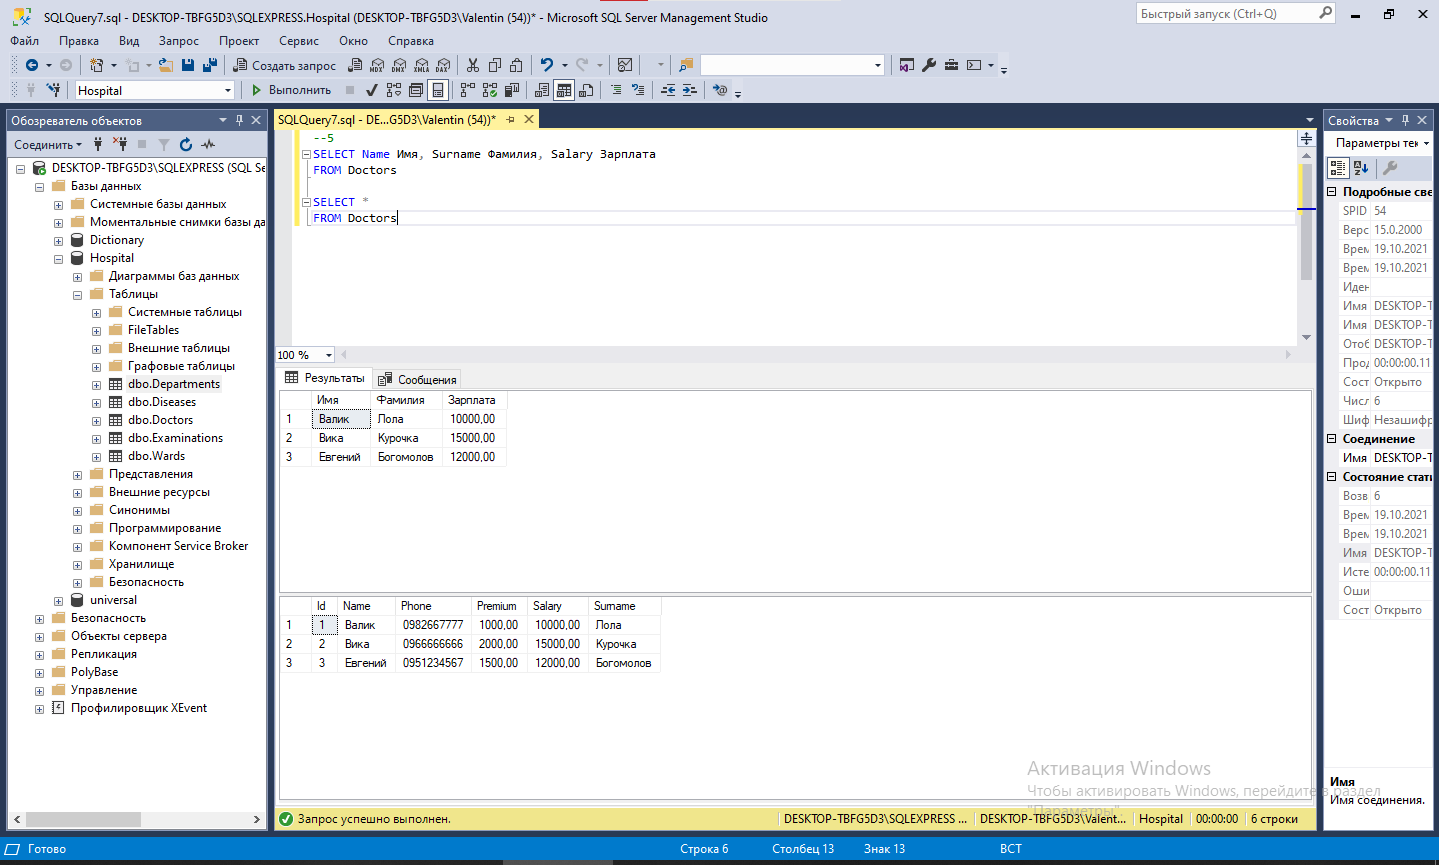 SQLQuery7.sql - DESKTOP-TBFG5D3\SQLEXPRESS.Hospital (DESKTOP-TBFG5D3\Valentin (54))* - Microsoft SQL Server Management Studio
Быстрый запуск (Ctrl+Q)
Файл Правка Вид Запрос Проект Сервис Окно Справка
Создать запрос MDX DMX XMLA DAX
Hospital Выполнить
Обозреватель объектов
Соединить
DESKTOP-TBFG5D3\SQLEXPRESS (SQL Se
Базы данных
Системные базы данных
Моментальные снимки базы да
Dictionary
Hospital
Диаграммы баз данных
Таблицы
Системные таблицы
FileTables
Внешние таблицы
Графовые таблицы
dbo.Departments
dbo.Diseases
dbo.Doctors
dbo.Examinations
dbo.Wards
Представления
Внешние ресурсы
Синонимы
Программирование
Компонент Service Broker
Хранилище
Безопасность
universal
Безопасность
Объекты сервера
Репликация
PolyBase
Управление
Профилировщик XEvent
SQLQuery7.sql - DE...G5D3\Valentin (54))*
--5
SELECT Name Имя, Surname Фамилия, Salary Зарплата
FROM Doctors
SELECT *
FROM Doctors
100 %
Результаты Сообщения
Имя Фамилия Зарплата
1 Валик Лола 10000,00
2 Вика Курочка 15000,00
3 Евгений Богомолов 12000,00
Id Name Phone Premium Salary Surname
1 1 Валик 0982667777 1000,00 10000,00 Лола
2 2 Вика 0966666666 2000,00 15000,00 Курочка
3 3 Евгений 0951234567 1500,00 12000,00 Богомолов
Запрос успешно выполнен. DESKTOP-TBFG5D3\SQLEXPRESS ... DESKTOP-TBFG5D3\Valent... Hospital 00:00:00 6 строки
Свойства
Параметры тек
Подробные све
SPID 54
Верс 15.0.2000
Врем 19.10.2021
Врем 19.10.2021
Иден
Имя DESKTOP-T
Имя DESKTOP-T
Отоб DESKTOP-T
Прод 00:00:00.11
Сост Открыто
Числ 6
Шиф Незашифр
Соединение
Имя DESKTOP-T
Состояние стати
Возв 6
Врем 19.10.2021
Врем 19.10.2021
Имя DESKTOP-T
Исте 00:00:00.11
Оши
Сост Открыто
Имя
Имя соединения.
Активация Windows
Чтобы активировать Windows, перейдите в раздел
"Параметры".
Готово Строка 6 Столбец 13 Знак 13 ВСТ